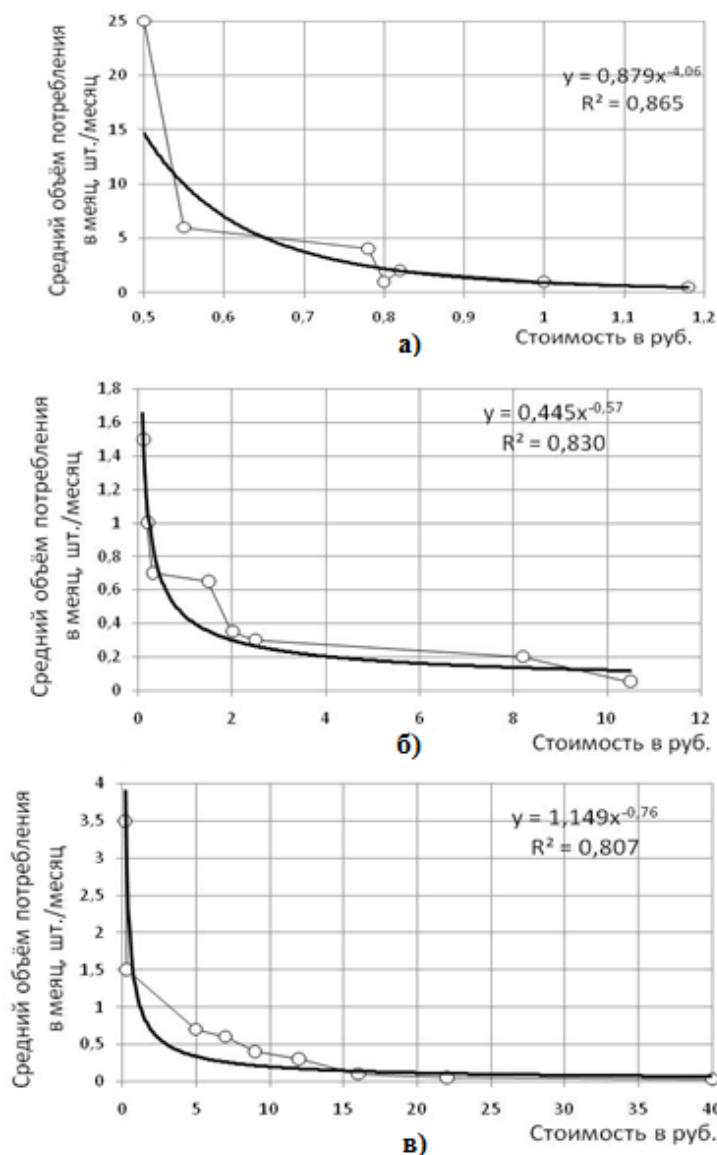 Средний объём потребления
в меяц, шт./месяц
25
20
15
10
5
0
y = 0,879x^-4,06
R² = 0,865
0,5 0,6 0,7 0,8 0,9 1 1,1 1,2
а)
Стоимость в руб.
Средний объём потребления
в меяц, шт./месяц
1,8
1,6
1,4
1,2
1
0,8
0,6
0,4
0,2
0
y = 0,445x^-0,57
R² = 0,830
0 2 4 6 8 10 12
б)
Стоимость в руб.
Средний объём потребления
в меяц, шт./месяц
4
3,5
3
2,5
2
1,5
1
0,5
0
y = 1,149x^-0,76
R² = 0,807
0 5 10 15 20 25 30 35 40
Стоимость в руб.
в)